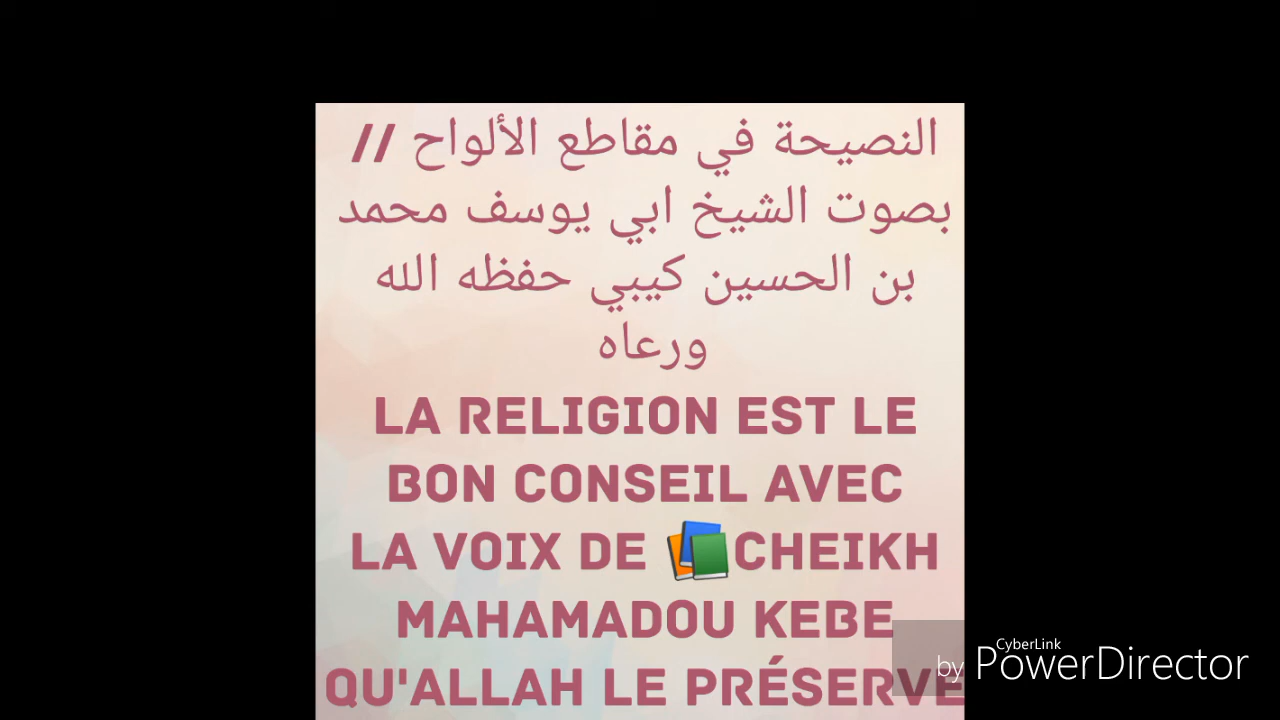 النصيحة في مقاطع الألواح //
بصوت الشيخ ابي يوسف محمد
بن الحسين كيبي حفظه الله
ورعاه
LA RELIGION EST LE
BON CONSEIL AVEC
LA VOIX DE 📚CHEIKH
MAHAMADOU KEBE
QU'ALLAH LE PRÉSERVE
CyberLink
by PowerDirector